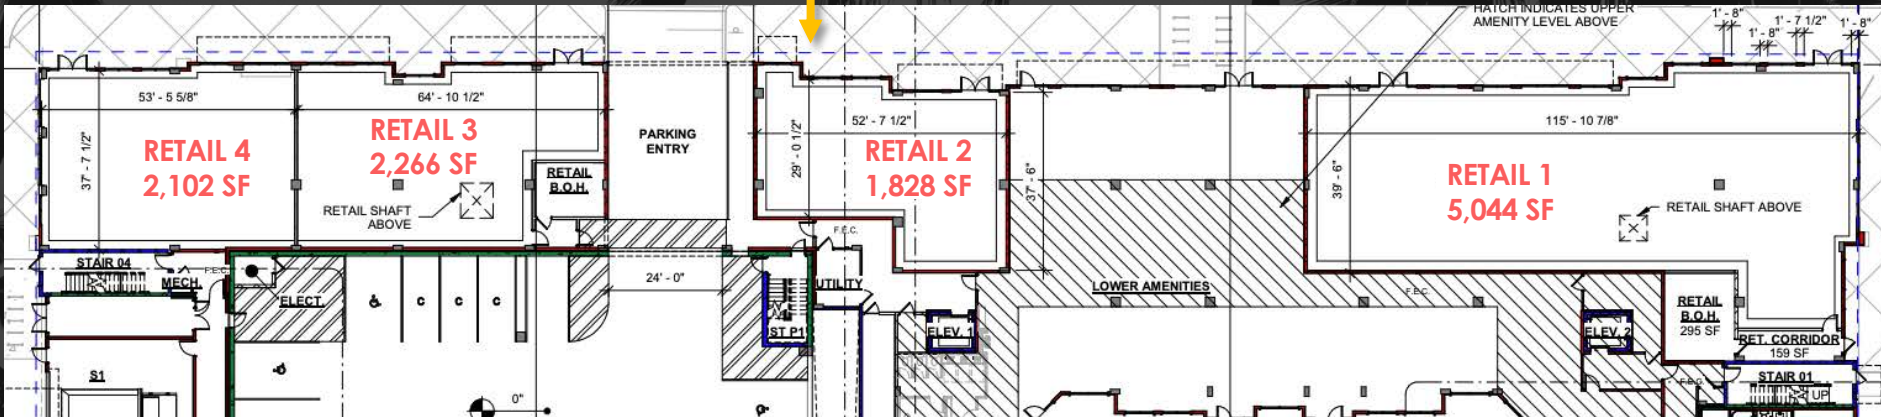 HATCH INDICATES UPPER
AMENITY LEVEL ABOVE
1' - 8"
1' - 7 1/2"
1' - 8"
1' - 8"
53' - 5 5/8"
64' - 10 1/2"
37' - 7 1/2"
RETAIL 4
2,102 SF
RETAIL 3
2,266 SF
RETAIL SHAFT
ABOVE
RETAIL
B.O.H.
PARKING
ENTRY
52' - 7 1/2"
29' - 0 1/2"
RETAIL 2
1,828 SF
37' - 6"
115' - 10 7/8"
39' - 6"
RETAIL 1
5,044 SF
RETAIL SHAFT ABOVE
F.E.C.
STAIR 04
F.E.C.
MECH.
ELECT.
C
C
C
24' - 0"
UTILITY
ST P1
ELEV. 1
LOWER AMENITIES
F.E.C.
ELEV. 2
RETAIL
B.O.H.
295 SF
RET. CORRIDOR
159 SF
F.E.C.
STAIR 01
UP
S1
0"